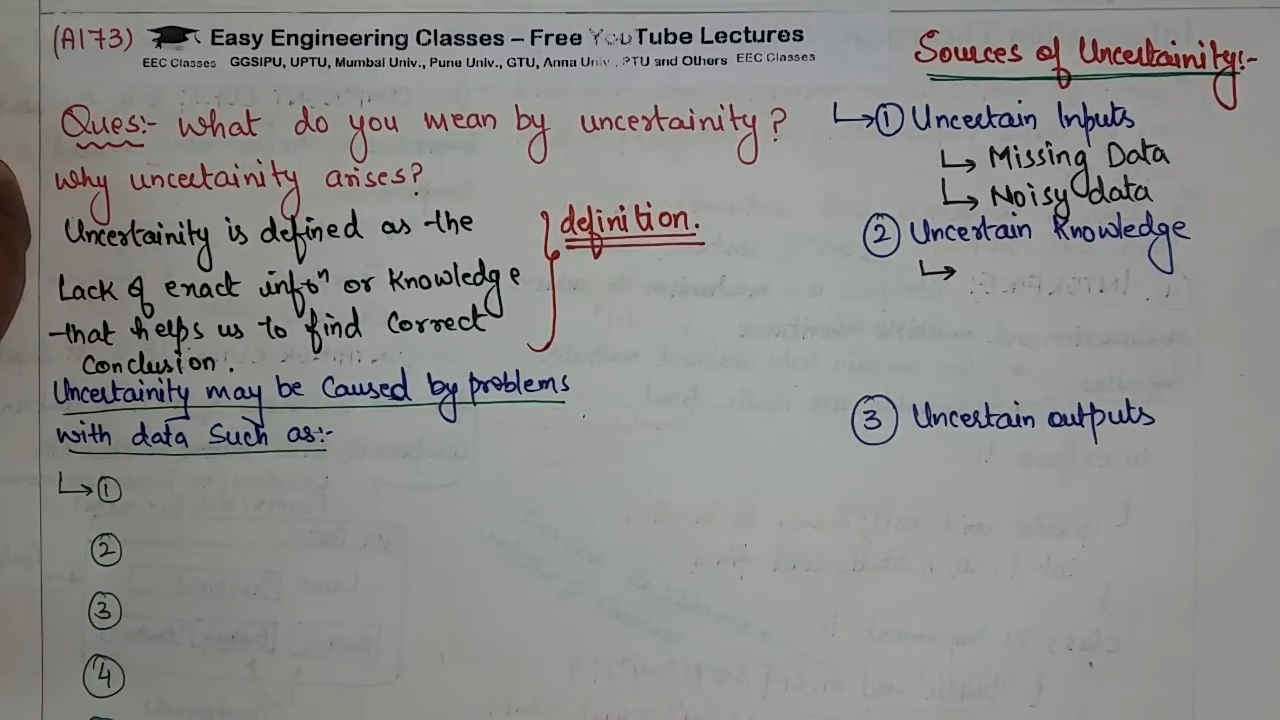 (A173) Easy Engineering Classes – Free YouTube Lectures
EEC Classes GGSIPU, UPTU, Mumbai Univ., Pune Univ., GTU, Anna Univ., PTU and Others EEC Classes
Ques:- What do you mean by uncertainity?
Why uncertainity arises?
Uncertainity is defined as the
Lack of exact infoⁿ or Knowledge
that helps us to find Correct
Conclusion.
definition.
Uncertainity may be Caused by problems
with data Such as:-
↳ ①
②
③
④
Sources of Uncertainity:-
↳ ① Uncertain Inputs
↳ Missing Data
↳ Noisy data
② Uncertain Knowledge
↳
③ Uncertain outputs